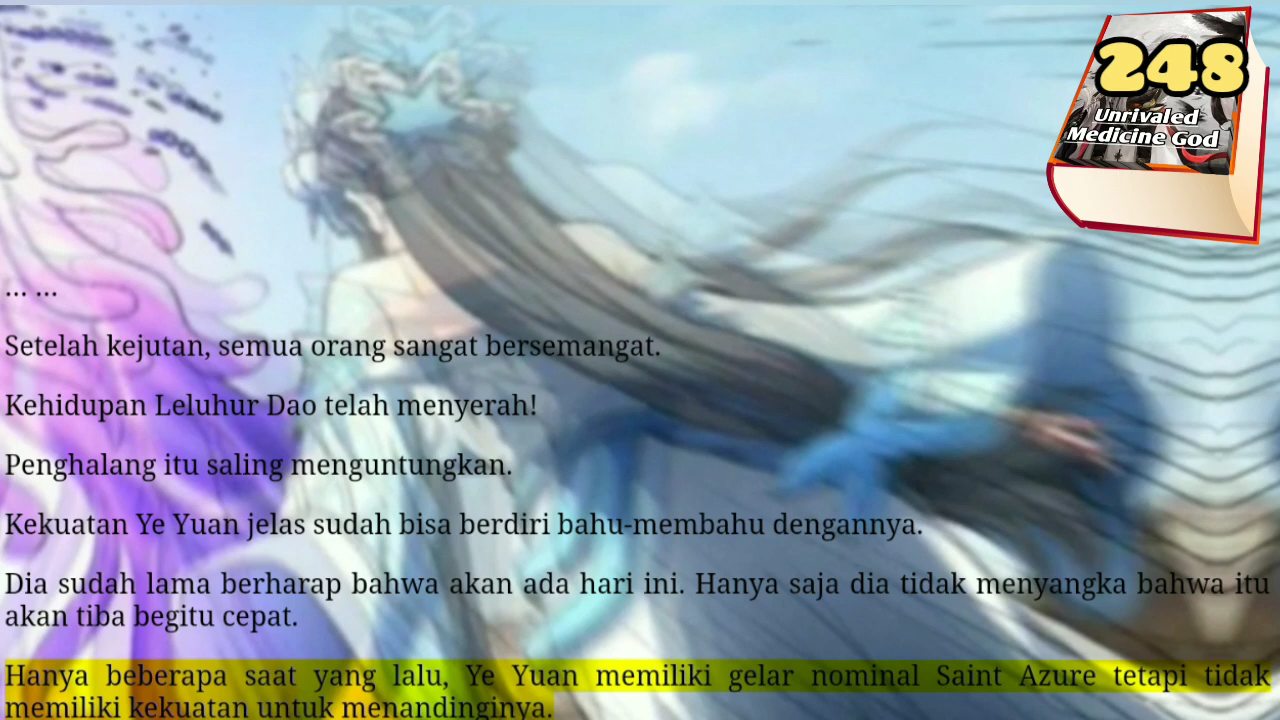 248
Unrivaled
Medicine God
... ...
Setelah kejutan, semua orang sangat bersemangat.
Kehidupan Leluhur Dao telah menyerah!
Penghalang itu saling menguntungkan.
Kekuatan Ye Yuan jelas sudah bisa berdiri bahu-membahu dengannya.
Dia sudah lama berharap bahwa akan ada hari ini. Hanya saja dia tidak menyangka bahwa itu
akan tiba begitu cepat.
Hanya beberapa saat yang lalu, Ye Yuan memiliki gelar nominal Saint Azure tetapi tidak
memiliki kekuatan untuk menandinginya.